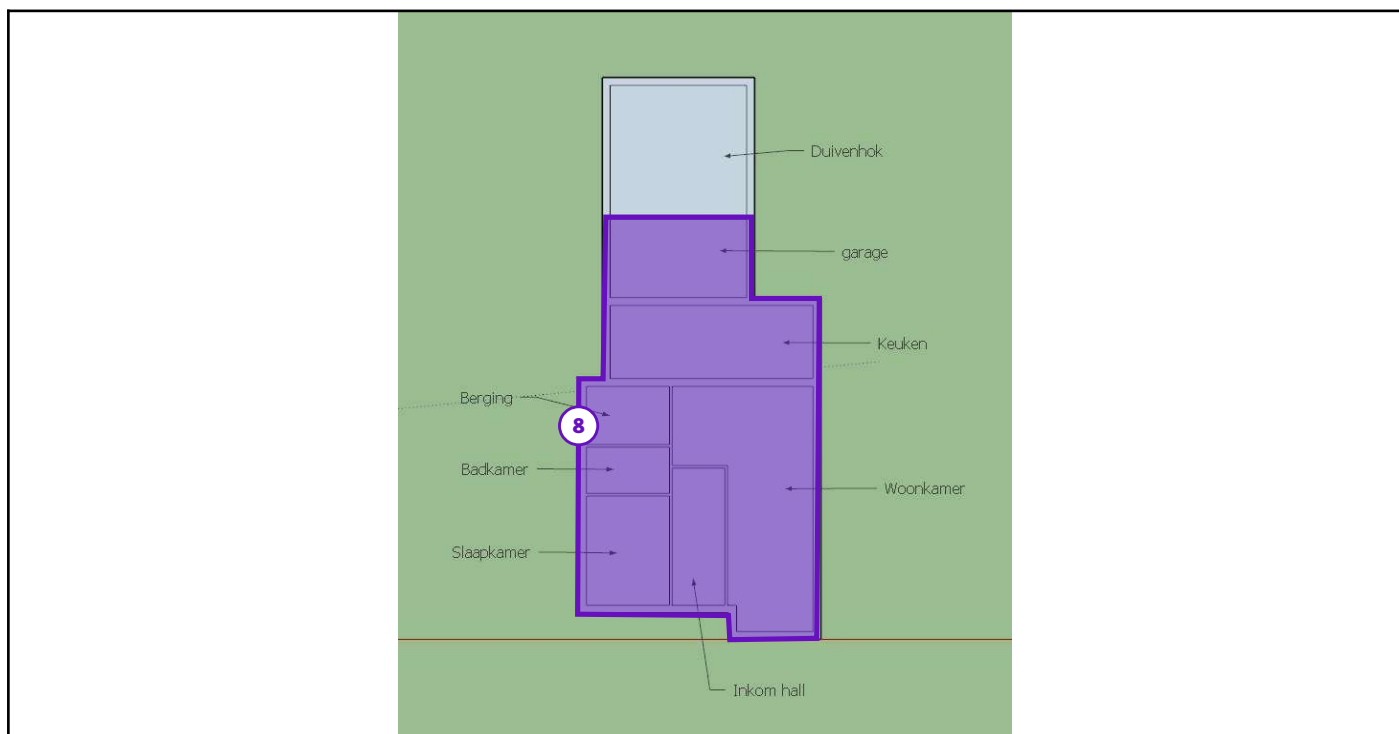 Duivenhok
garage
Keuken
Berging
8
Badkamer
Woonkamer
Slaapkamer
Inkom hall